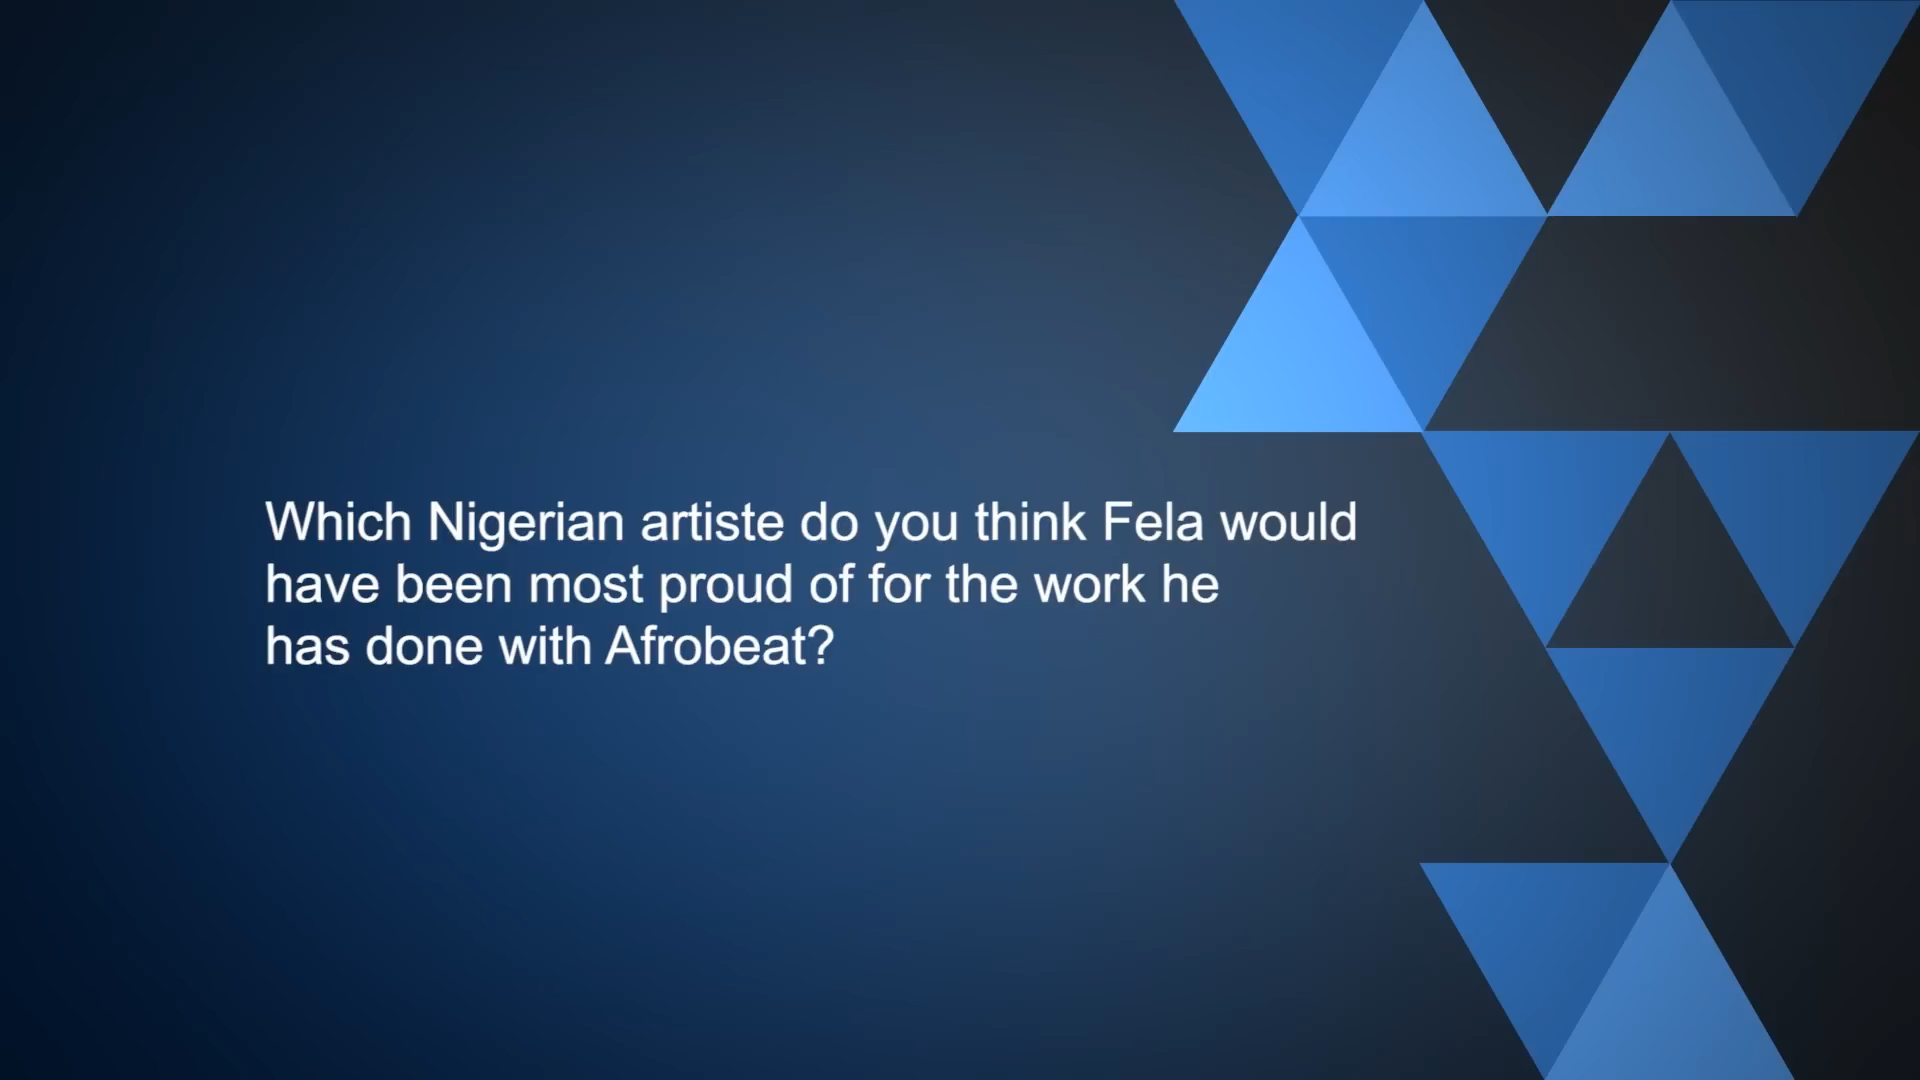 Which Nigerian artiste do you think Fela would
have been most proud of for the work he
has done with Afrobeat?